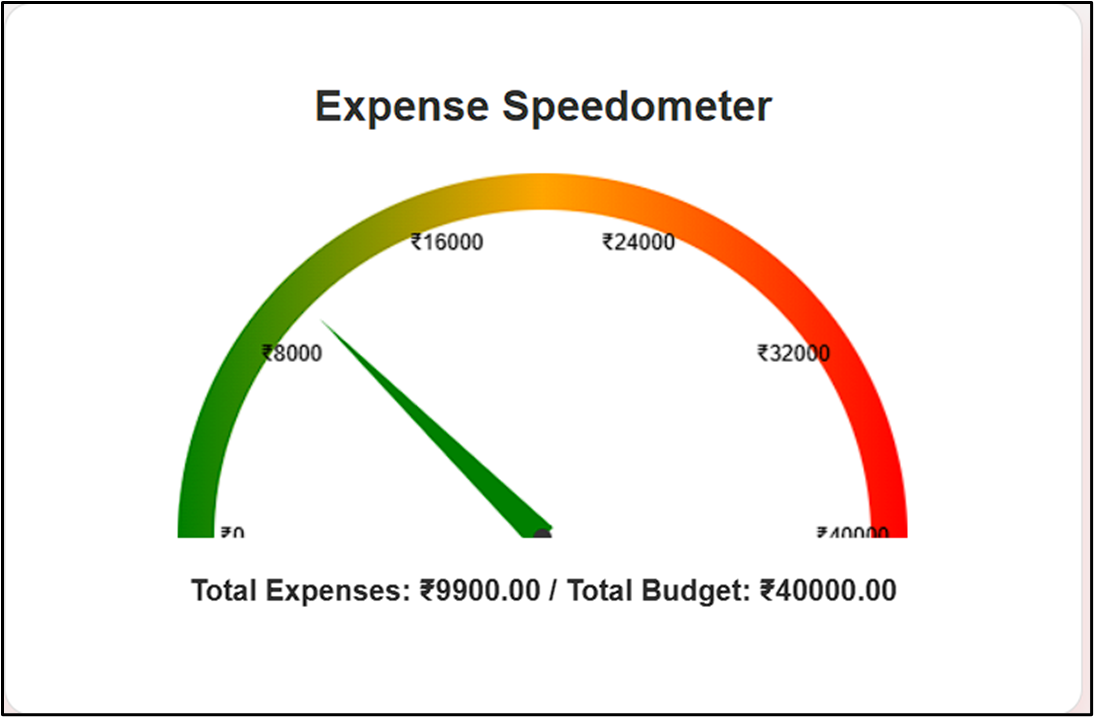 Expense Speedometer
₹16000 ₹24000
₹8000 ₹32000
₹0 ₹40000
Total Expenses: ₹9900.00 / Total Budget: ₹40000.00